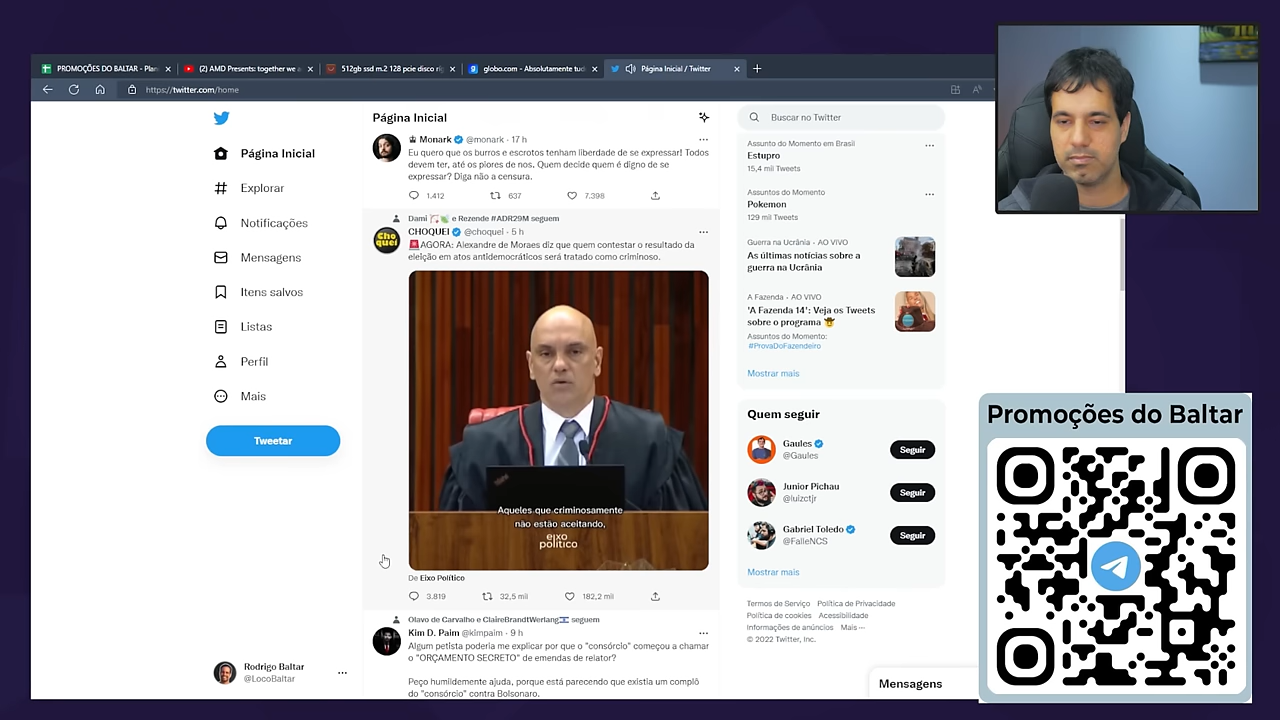 PROMOÇÕES DO BALTAR - Plan
(2) AMD Presents: together we a
512gb ssd m.2 128 pcie disco rig
globo.com - Absolutamente tud
Página Inicial / Twitter
https://twitter.com/home
Página Inicial
Explorar
Notificações
Mensagens
Itens salvos
Listas
Perfil
Mais
Tweetar
Rodrigo Baltar
@LocoBaltar
Página Inicial
Monark @monark · 17 h
Eu quero que os burros e escrotos tenham liberdade de se expressar! Todos
devem ter, até os piores de nos. Quem decide quem é digno de se
expressar? Diga não a censura.
1.412 637 7.398
Dami e Rezende #ADR29M seguem
CHOQUEI @choquei · 5 h
AGORA: Alexandre de Moraes diz que quem contestar o resultado da
eleição em atos antidemocráticos será tratado como criminoso.
Cho
quei
Aqueles que criminosamente
não estão aceitando,
eixo
político
De Eixo Político
3.819 32,5 mil 182,2 mil
Olavo de Carvalho e ClaireBrandtWerlang seguem
Kim D. Paim @kimpaim · 9 h
Algum petista poderia me explicar por que o "consórcio" começou a chamar
o "ORÇAMENTO SECRETO" de emendas de relator?
Peço humildemente ajuda, porque está parecendo que existia um complô
do "consórcio" contra Bolsonaro.
Buscar no Twitter
Assunto do Momento em Brasil
Estupro
15,4 mil Tweets
Assuntos do Momento
Pokemon
129 mil Tweets
Guerra na Ucrânia · AO VIVO
As últimas notícias sobre a
guerra na Ucrânia
A Fazenda · AO VIVO
'A Fazenda 14': Veja os Tweets
sobre o programa
Assuntos do Momento:
#ProvaDoFazendeiro
Mostrar mais
Quem seguir
Gaules
@Gaules
Seguir
Junior Pichau
@luizctjr
Seguir
Gabriel Toledo
@FalleNCS
Seguir
Mostrar mais
Termos de Serviço Política de Privacidade
Política de cookies Acessibilidade
Informações de anúncios Mais ···
© 2022 Twitter, Inc.
Mensagens
Promoções do Baltar